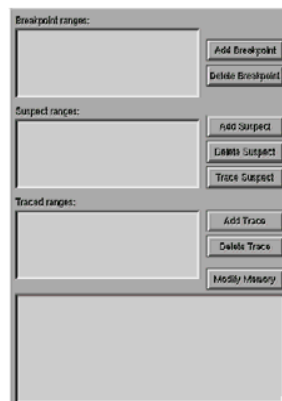 Breakpoint ranges:
Add Breakpoint
Delete Breakpoint
Suspect ranges:
Add Suspect
Delete Suspect
Trace Suspect
Traced ranges:
Add Trace
Delete Trace
Modify Memory